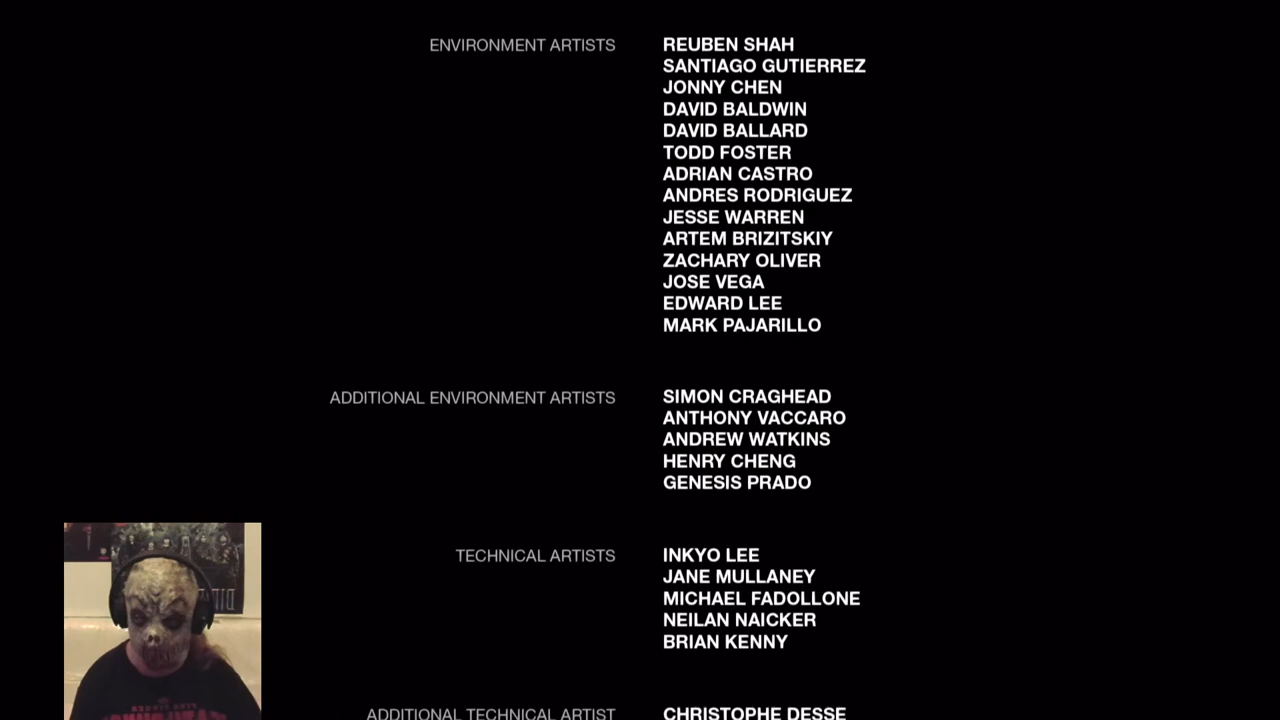 ENVIRONMENT ARTISTS REUBEN SHAH
SANTIAGO GUTIERREZ
JONNY CHEN
DAVID BALDWIN
DAVID BALLARD
TODD FOSTER
ADRIAN CASTRO
ANDRES RODRIGUEZ
JESSE WARREN
ARTEM BRIZITSKIY
ZACHARY OLIVER
JOSE VEGA
EDWARD LEE
MARK PAJARILLO
ADDITIONAL ENVIRONMENT ARTISTS SIMON CRAGHEAD
ANTHONY VACCARO
ANDREW WATKINS
HENRY CHENG
GENESIS PRADO
TECHNICAL ARTISTS INKYO LEE
JANE MULLANEY
MICHAEL FADOLLONE
NEILAN NAICKER
BRIAN KENNY
ADDITIONAL TECHNICAL ARTIST CHRISTOPHE DESSE